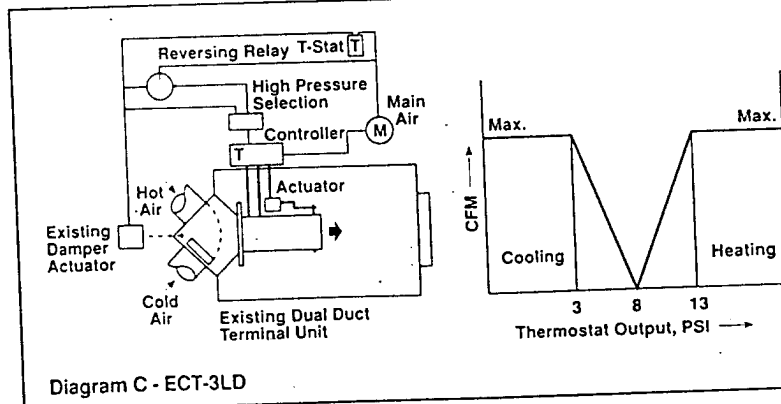 Reversing Relay T-Stat T
High Pressure
Selection
Controller
T
Main
Air
M
Hot
Air
Actuator
Existing
Damper
Actuator
Cold
Air
Existing Dual Duct
Terminal Unit
Max.
Max.
CFM
Cooling
Heating
3 8 13
Thermostat Output, PSI
Diagram C - ECT-3LD